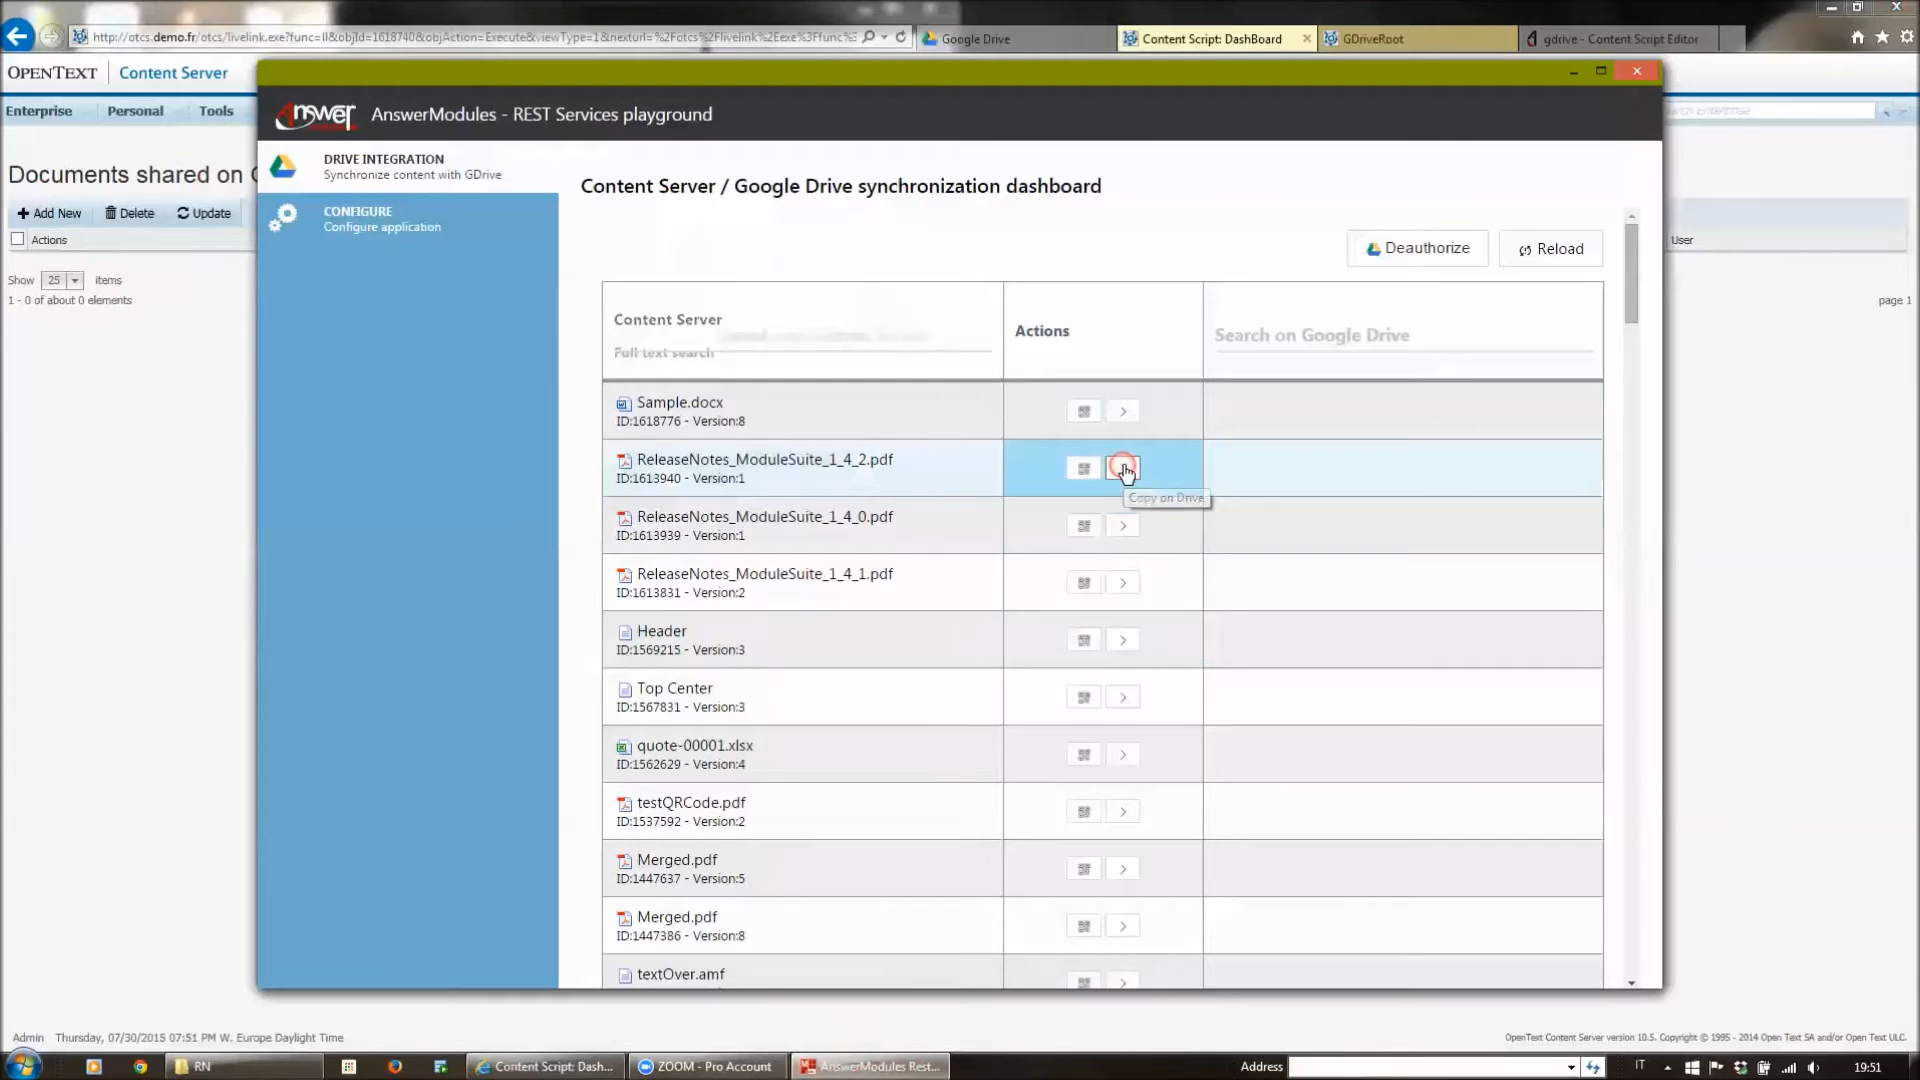 http://otcs.demo.fr/otcs/livelink.exe?func=ll&objId=1618740&objAction=Execute&viewType=1&nexturl=%2Fotcs%2Flivelink%2Eexe%3Ffunc%3
Google Drive
Content Script: DashBoard
GDriveRoot
gdrive - Content Script Editor
OPENTEXT
Content Server
Enterprise
Personal
Tools
Documents shared on
Add New
Delete
Update
Actions
User
Show 25 items
1 - 0 of about 0 elements
page 1
Answer
AnswerModules - REST Services playground
DRIVE INTEGRATION
Synchronize content with GDrive
CONFIGURE
Configure application
Content Server / Google Drive synchronization dashboard
Deauthorize
Reload
Content Server
Full text search
Actions
Search on Google Drive
Sample.docx
ID:1618776 - Version:8
ReleaseNotes_ModuleSuite_1_4_2.pdf
ID:1613940 - Version:1
Copy on Drive
ReleaseNotes_ModuleSuite_1_4_0.pdf
ID:1613939 - Version:1
ReleaseNotes_ModuleSuite_1_4_1.pdf
ID:1613831 - Version:2
Header
ID:1569215 - Version:3
Top Center
ID:1567831 - Version:3
quote-00001.xlsx
ID:1562629 - Version:4
testQRCode.pdf
ID:1537592 - Version:2
Merged.pdf
ID:1447637 - Version:5
Merged.pdf
ID:1447386 - Version:8
textOver.amf
Admin Thursday, 07/30/2015 07:51 PM W. Europe Daylight Time
OpenText Content Server version 10.5. Copyright © 1995 - 2014 Open Text SA and/or Open Text ULC.
RN
Content Script: Dash...
ZOOM - Pro Account
AnswerModules Rest...
Address
IT
19:51